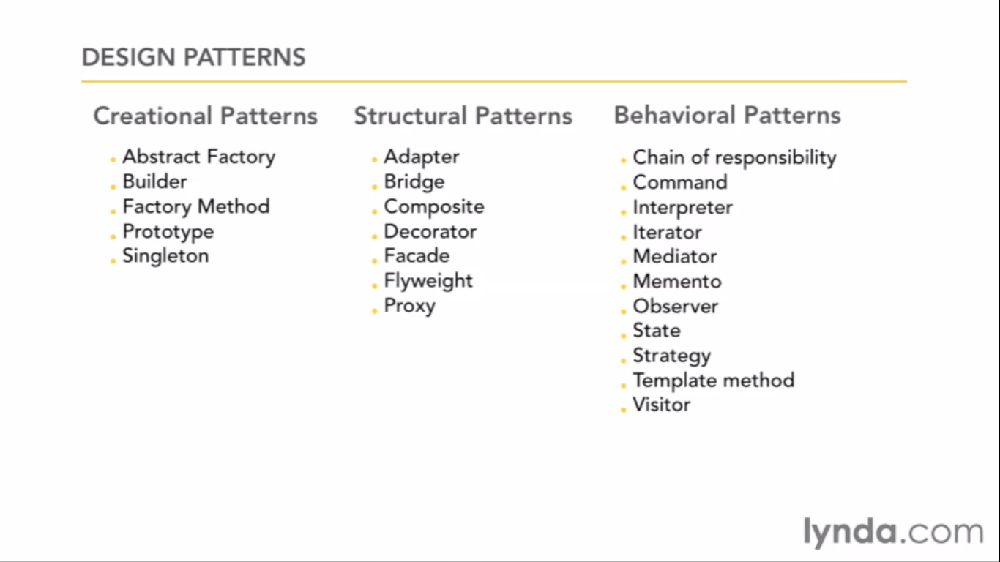 DESIGN PATTERNS
Creational Patterns
Abstract Factory
Builder
Factory Method
Prototype
Singleton
Structural Patterns
Adapter
Bridge
Composite
Decorator
Facade
Flyweight
Proxy
Behavioral Patterns
Chain of responsibility
Command
Interpreter
Iterator
Mediator
Memento
Observer
State
Strategy
Template method
Visitor
lynda.com